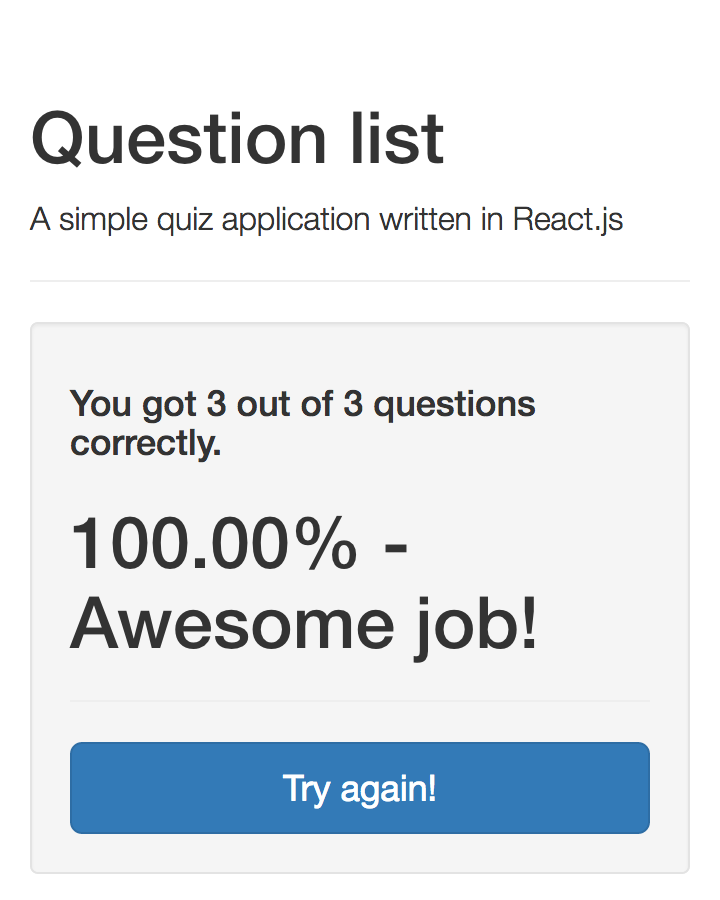 Question list
A simple quiz application written in React.js
You got 3 out of 3 questions
correctly.
100.00% -
Awesome job!
Try again!